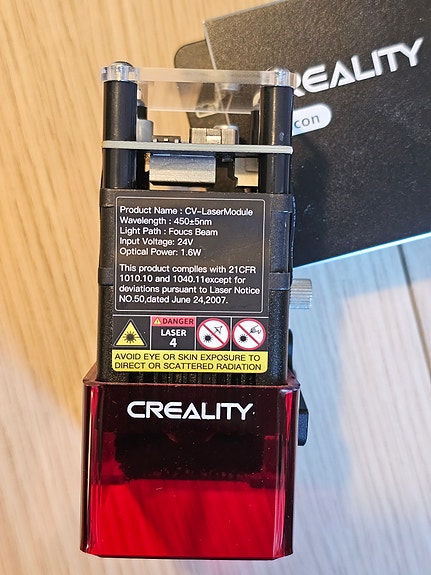 CREALITY
con
Product Name : CV-LaserModule
Wavelength : 450±5nm
Light Path : Foucs Beam
Input Voltage: 24V
Optical Power: 1.6W
This product complies with 21CFR
1010.10 and 1040.11except for
deviations pursuant to Laser Notice
NO.50,dated June 24,2007.
DANGER
LASER
4
AVOID EYE OR SKIN EXPOSURE TO
DIRECT OR SCATTERED RADIATION
CREALITY